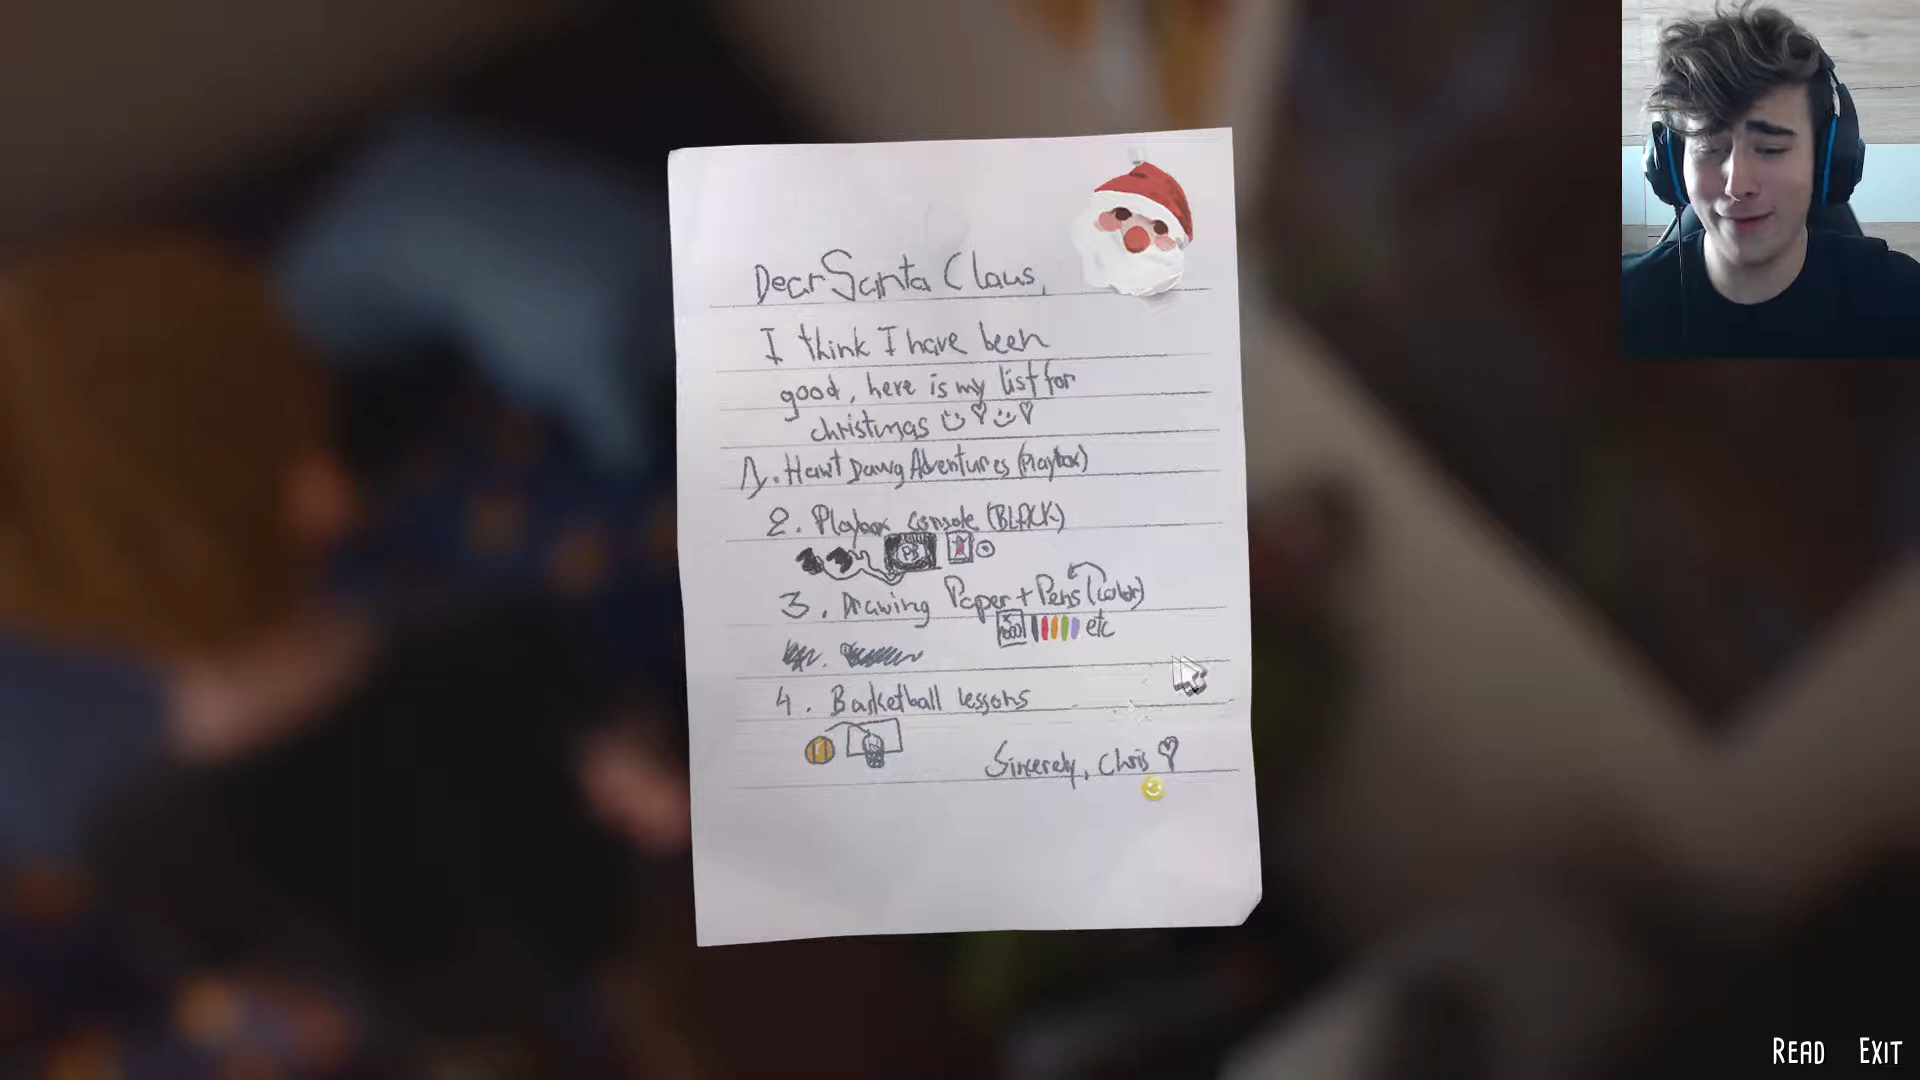 Dear Santa Claus,
I think I have been
good, here is my list for
christmas
1. Hawt Dawg Adventures (Playbox)
2. Playbox console (BLACK)
3. Drawing Paper + Pens (color)
etc
4. Basketball lessons
Sincerely, Chris
READ EXIT